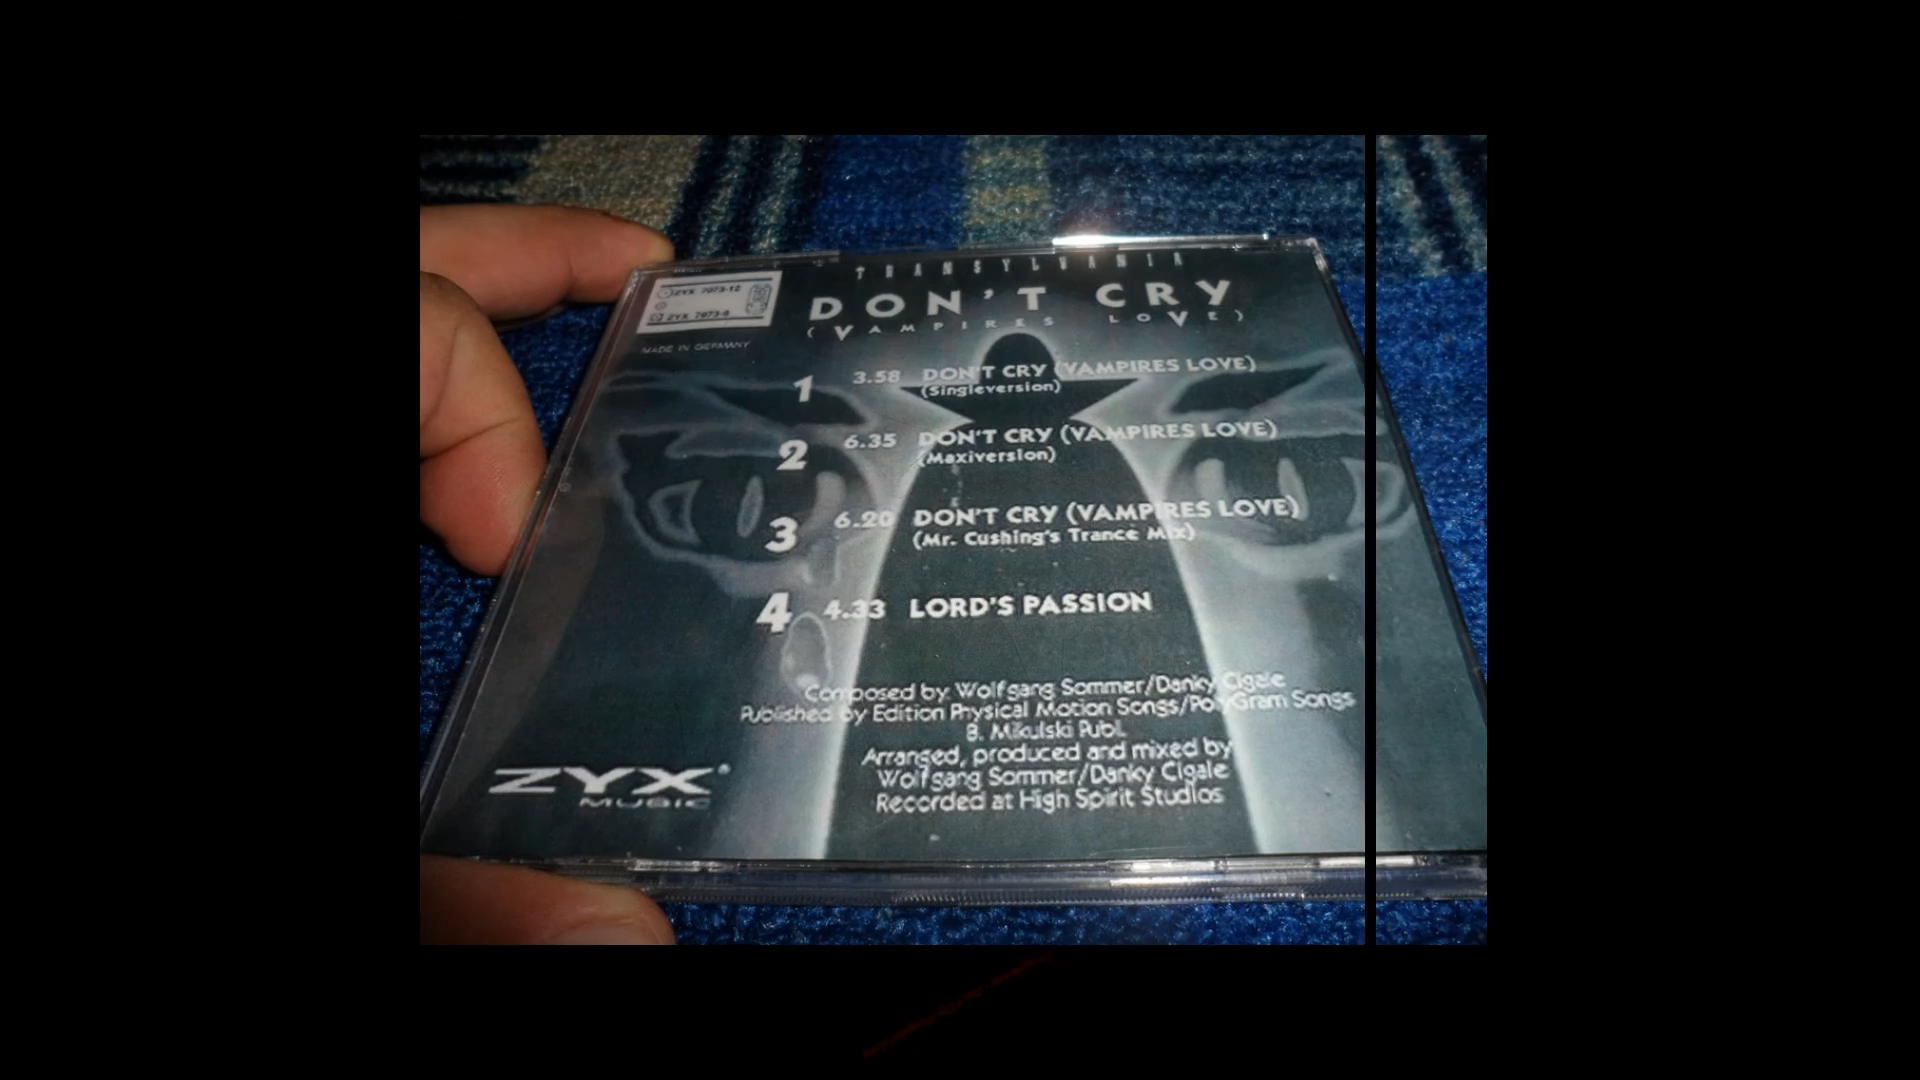 TRANSYLVANIA
ZYX 7073-12
ZYX 7073-8
DON'T CRY
(VAMPIRES LOVE)
MADE IN GERMANY
1 3.58 DON'T CRY (VAMPIRES LOVE)
(Singleversion)
2 6.35 DON'T CRY (VAMPIRES LOVE)
(Maxiversion)
3 6.20 DON'T CRY (VAMPIRES LOVE)
(Mr. Cushing's Trance Mix)
4 4.33 LORD'S PASSION
Composed by: Wolfgang Sommer/Danky Cigale
Published by Edition Physical Motion Songs/PolyGram Songs
B. Mikulski Publ.
Arranged, produced and mixed by
Wolfgang Sommer/Danky Cigale
Recorded at High Spirit Studios
ZYX®
MUSIC